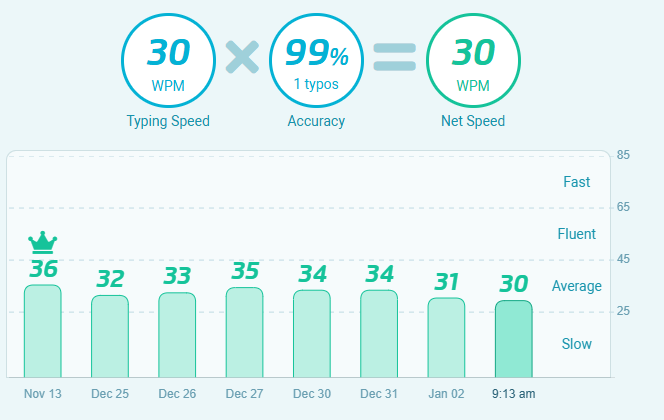 30
WPM
Typing Speed
99%
1 typos
Accuracy
30
WPM
Net Speed
85
Fast
65
Fluent
45
Average
25
Slow
36
32
33
35
34
34
31
30
Nov 13
Dec 25
Dec 26
Dec 27
Dec 30
Dec 31
Jan 02
9:13 am